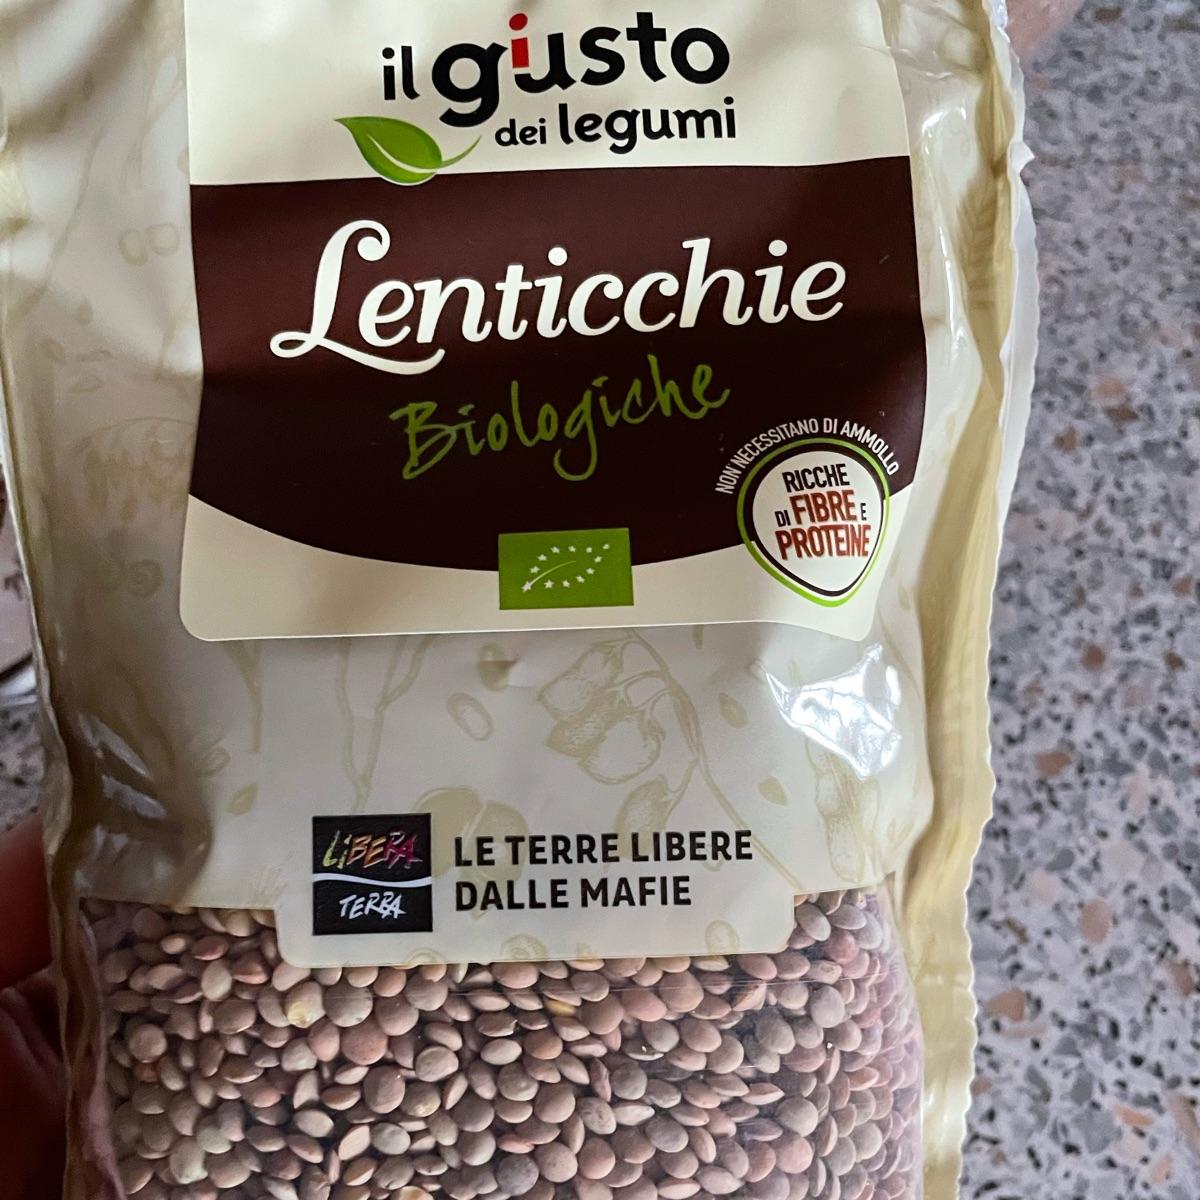 il giusto
dei legumi
Lenticchie
Biologiche
NON NECESSITANO DI AMMOLLO
RICCHE
DI FIBRE E
PROTEINE
LIBERA
TERRA
LE TERRE LIBERE
DALLE MAFIE